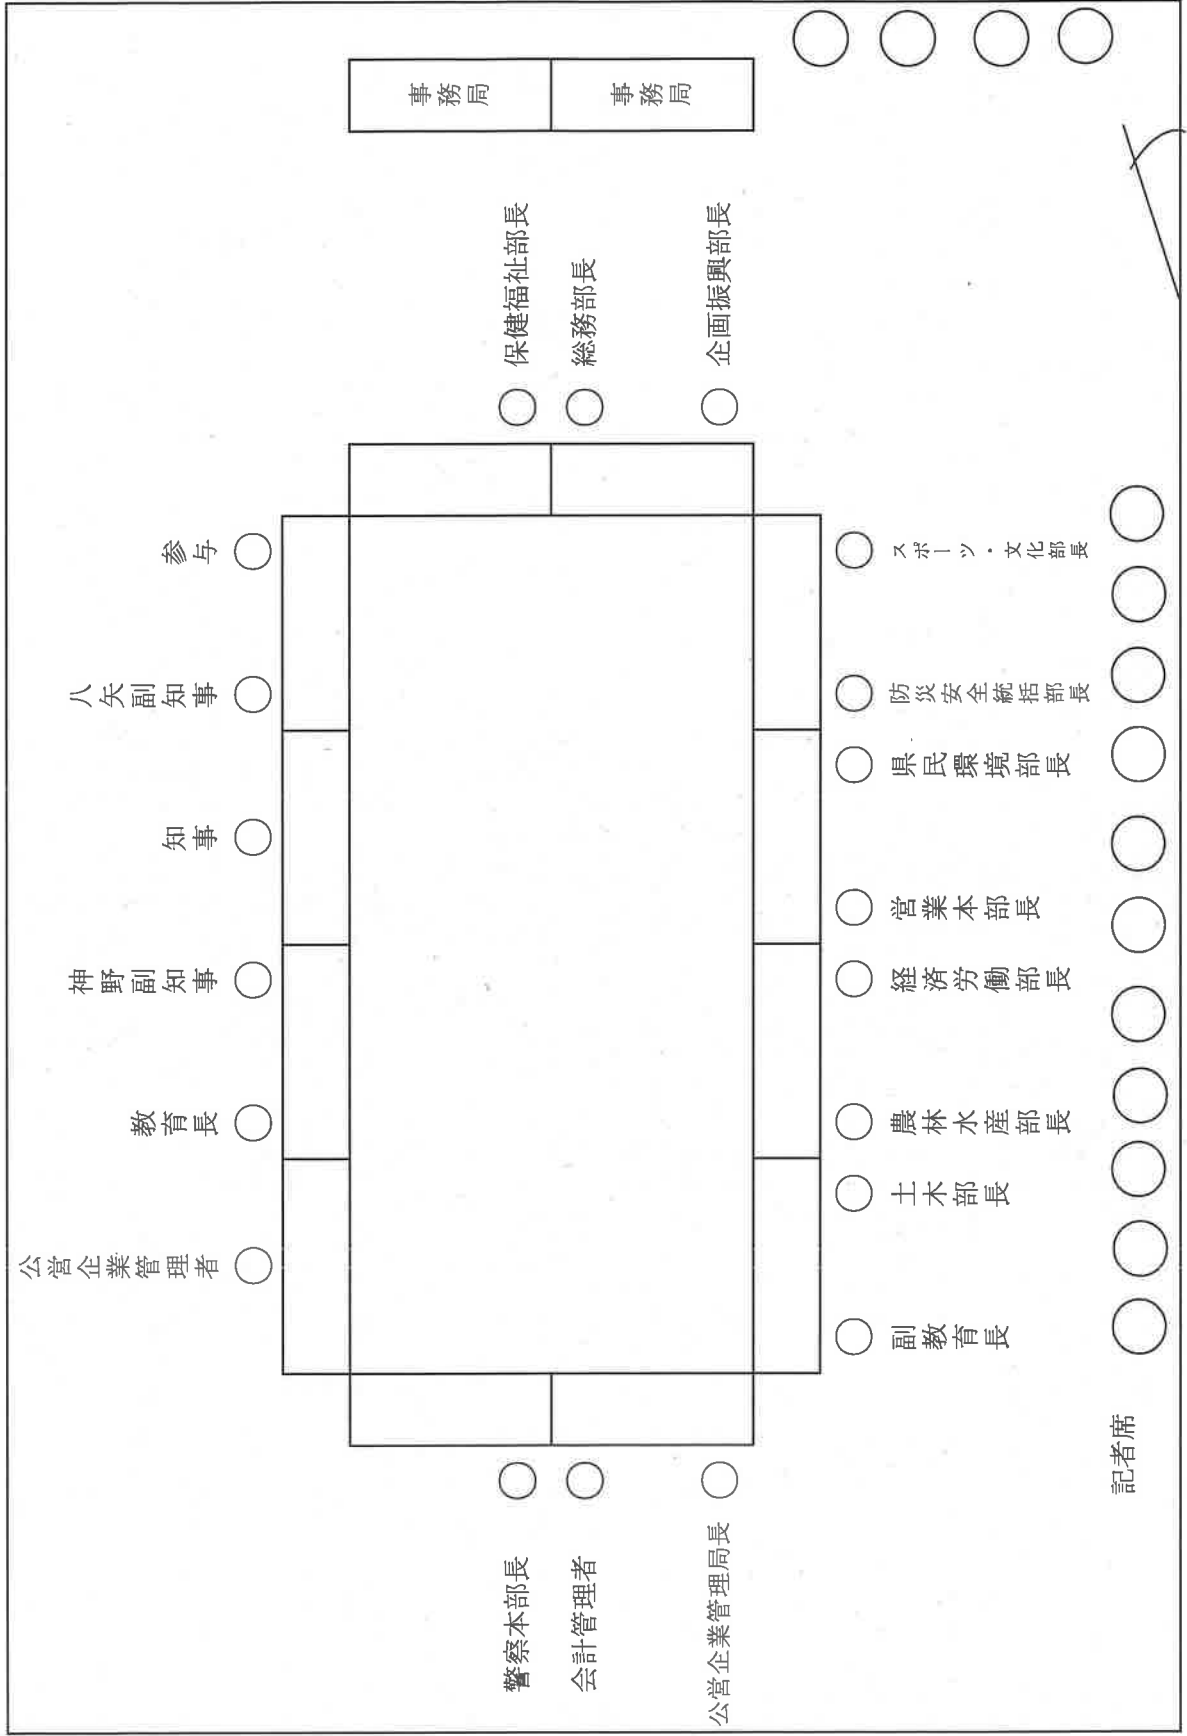 公営企業管理者
教育長
神野副知事
知事
八矢副知事
参与
警察本部長
会計管理者
公営企業管理局長
保健福祉部長
総務部長
企画振興部長
事務局
事務局
副教育長
土木部長
農林水産部長
経済労働部長
営業本部長
県民環境部長
防災安全統括部長
スポーツ・文化部長
記者席